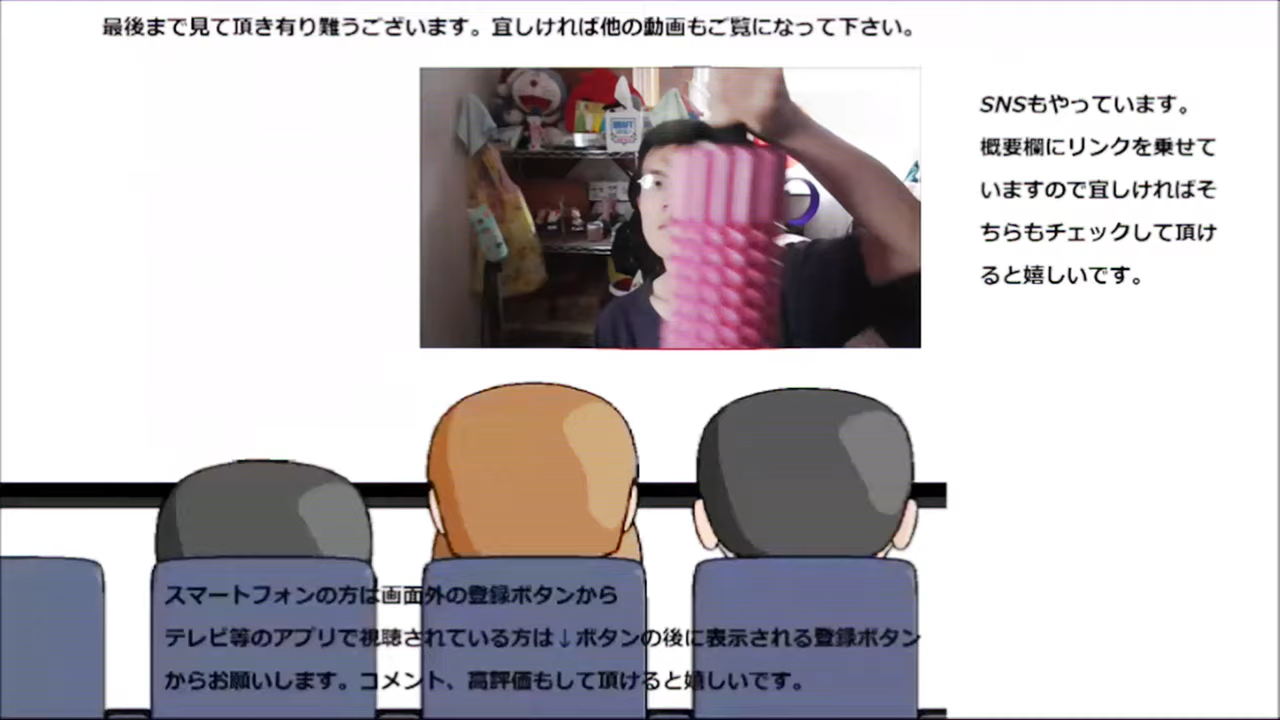 最後まで見て頂き有り難うございます。宜しければ他の動画もご覧になって下さい。
SNSもやっています。
概要欄にリンクを乗せて
いますので宜しければそ
ちらもチェックして頂け
ると嬉しいです。
スマートフォンの方は画面外の登録ボタンから
テレビ等のアプリで視聴されている方は↓ボタンの後に表示される登録ボタン
からお願いします。コメント、高評価もして頂けると嬉しいです。